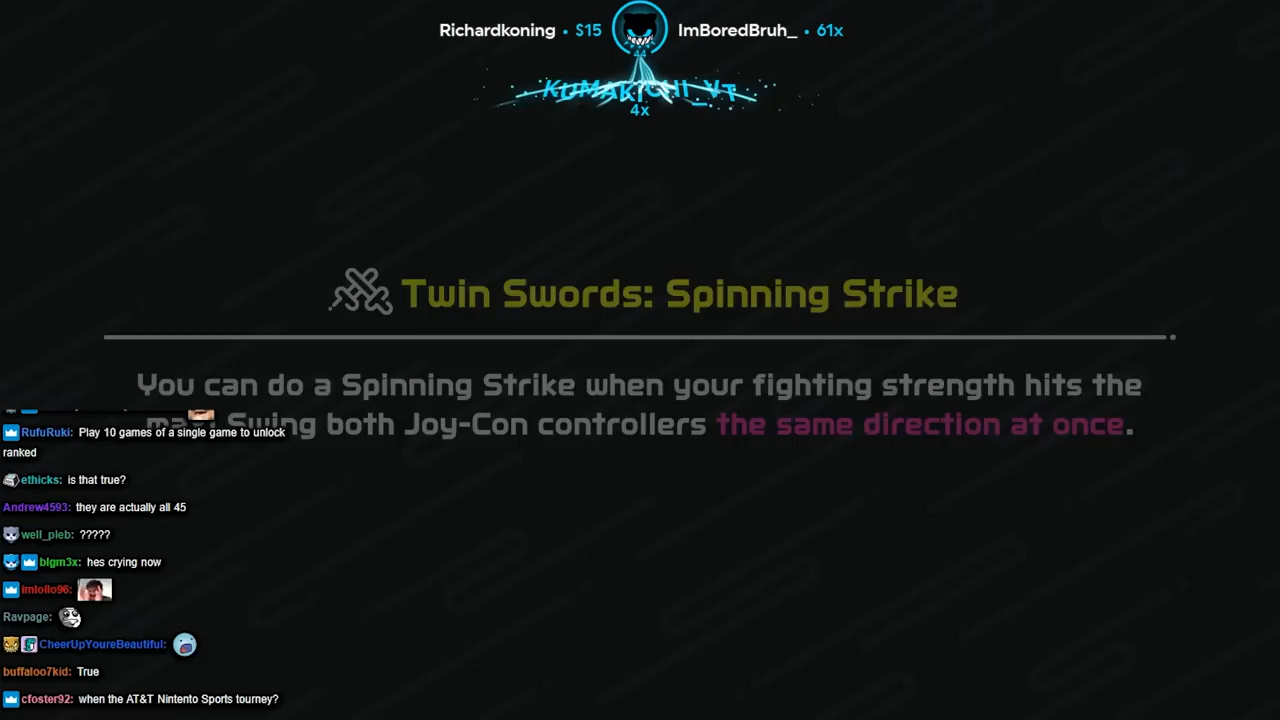 Richardkoning • $15
ImBoredBruh_ • 61x
44
KUMAKICHI_VT
4x
Twin Swords: Spinning Strike
You can do a Spinning Strike when your fighting strength hits the
max! Swing both Joy-Con controllers the same direction at once.
RufuRuki: Play 10 games of a single game to unlock
ranked
ethicks: is that true?
Andrew4593: they are actually all 45
well_pleb: ?????
blgm3x: hes crying now
imlollo96:
Ravpage:
CheerUpYoureBeautiful:
buffaloo7kid: True
cfoster92: when the AT&T Nintento Sports tourney?